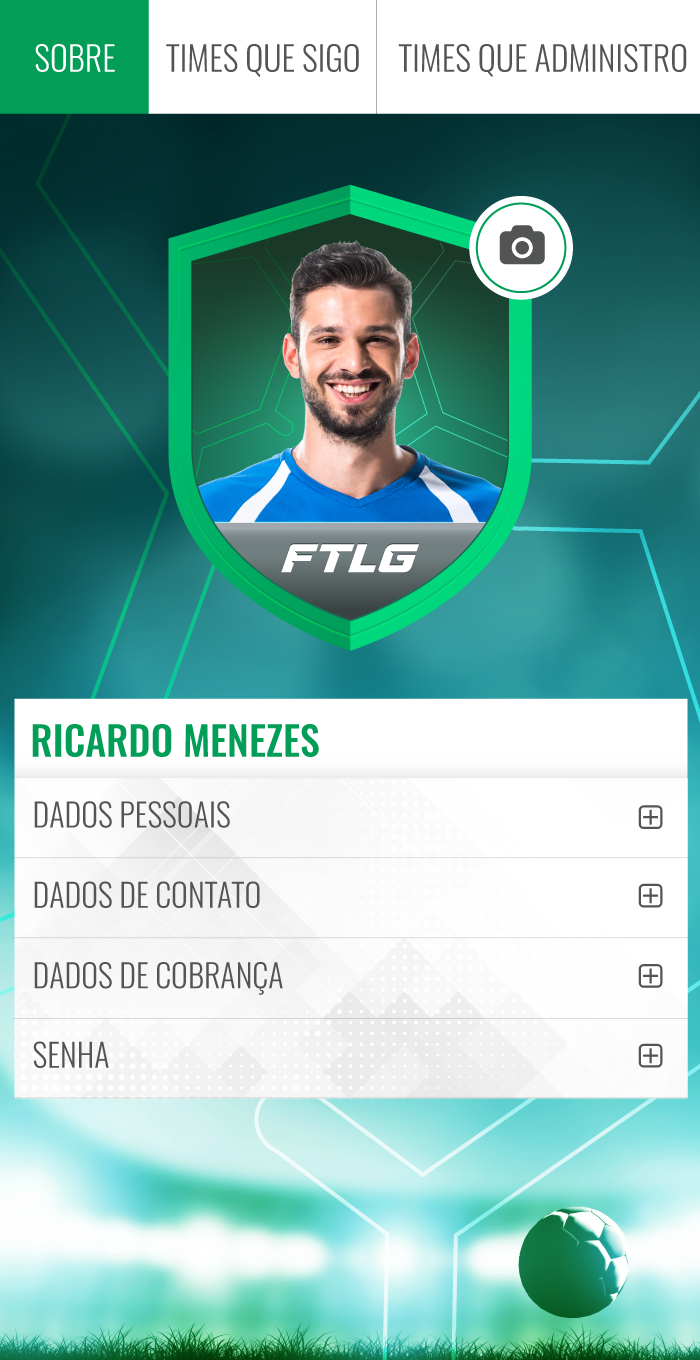 SOBRE
TIMES QUE SIGO
TIMES QUE ADMINISTRO
FTLG
RICARDO MENEZES
DADOS PESSOAIS
DADOS DE CONTATO
DADOS DE COBRANÇA
SENHA